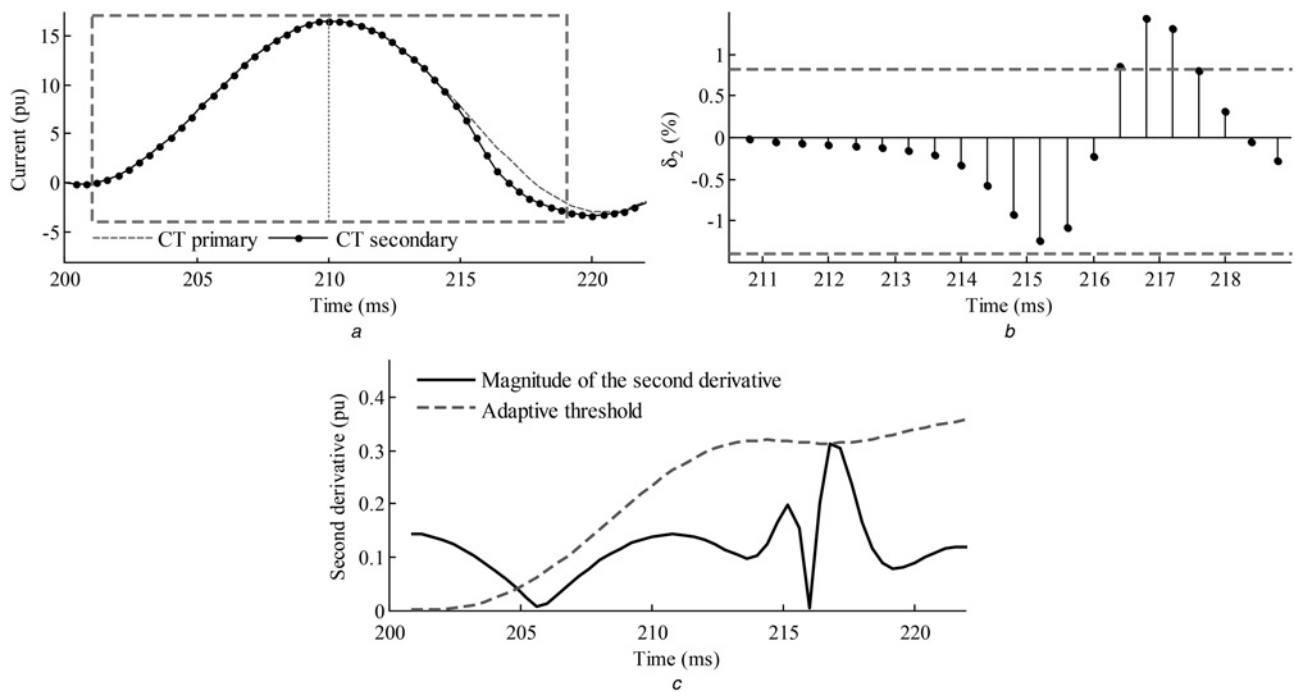 15
10
5
0
-5
Current (pu)
CT primary
CT secondary
200
205
210
215
220
Time (ms)
a
1
0.5
0
-0.5
-1
δ2 (%)
211
212
213
214
215
216
217
218
Time (ms)
b
Magnitude of the second derivative
Adaptive threshold
0.4
0.3
0.2
0.1
0
Second derivative (pu)
200
205
210
215
220
Time (ms)
c